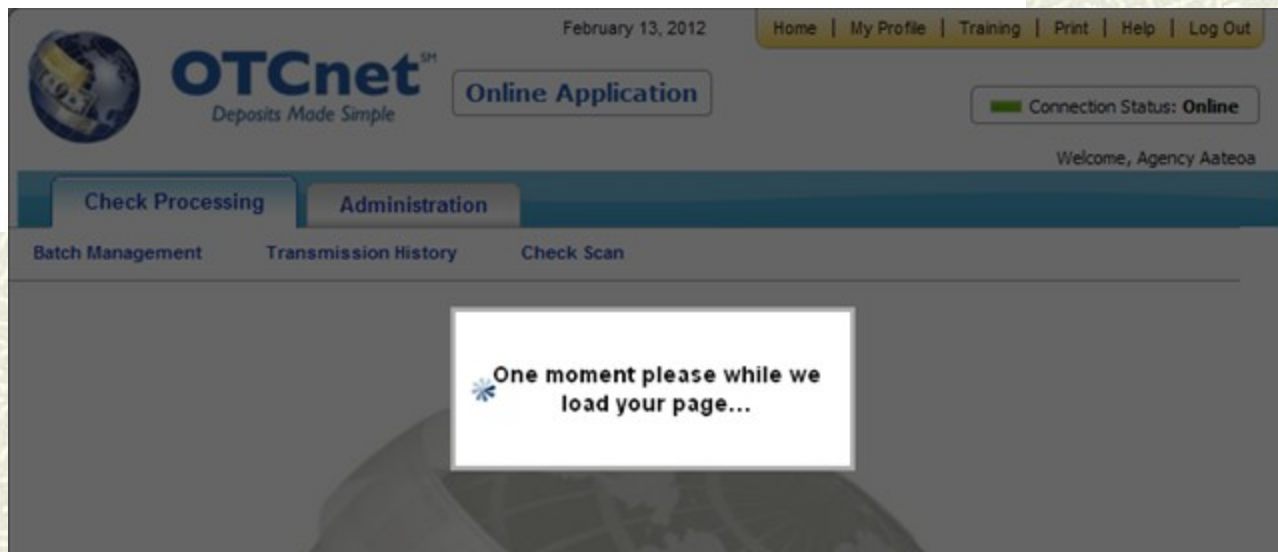 February 13, 2012
Home | My Profile | Training | Print | Help | Log Out
OTCnet SM
Deposits Made Simple
Online Application
Connection Status: Online
Welcome, Agency Aateoa
Check Processing Administration
Batch Management Transmission History Check Scan
One moment please while we
load your page...